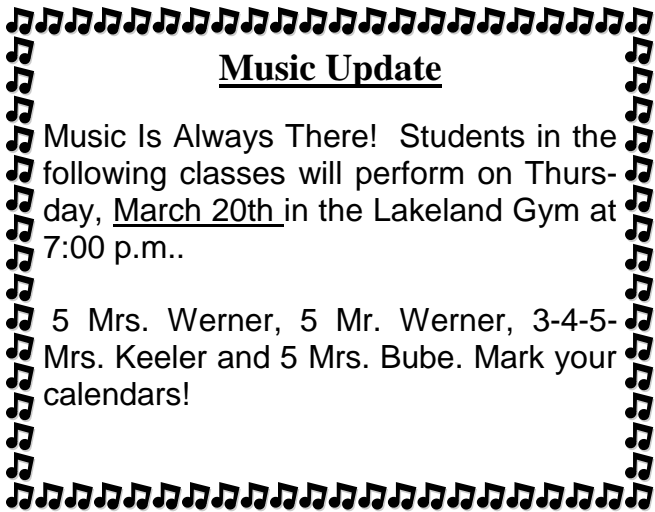 Music Update
Music Is Always There!  Students in the
following classes will perform on Thurs-
day, March 20th in the Lakeland Gym at
7:00 p.m..
5 Mrs. Werner, 5 Mr. Werner, 3-4-5-
Mrs. Keeler and 5 Mrs. Bube. Mark your
calendars!